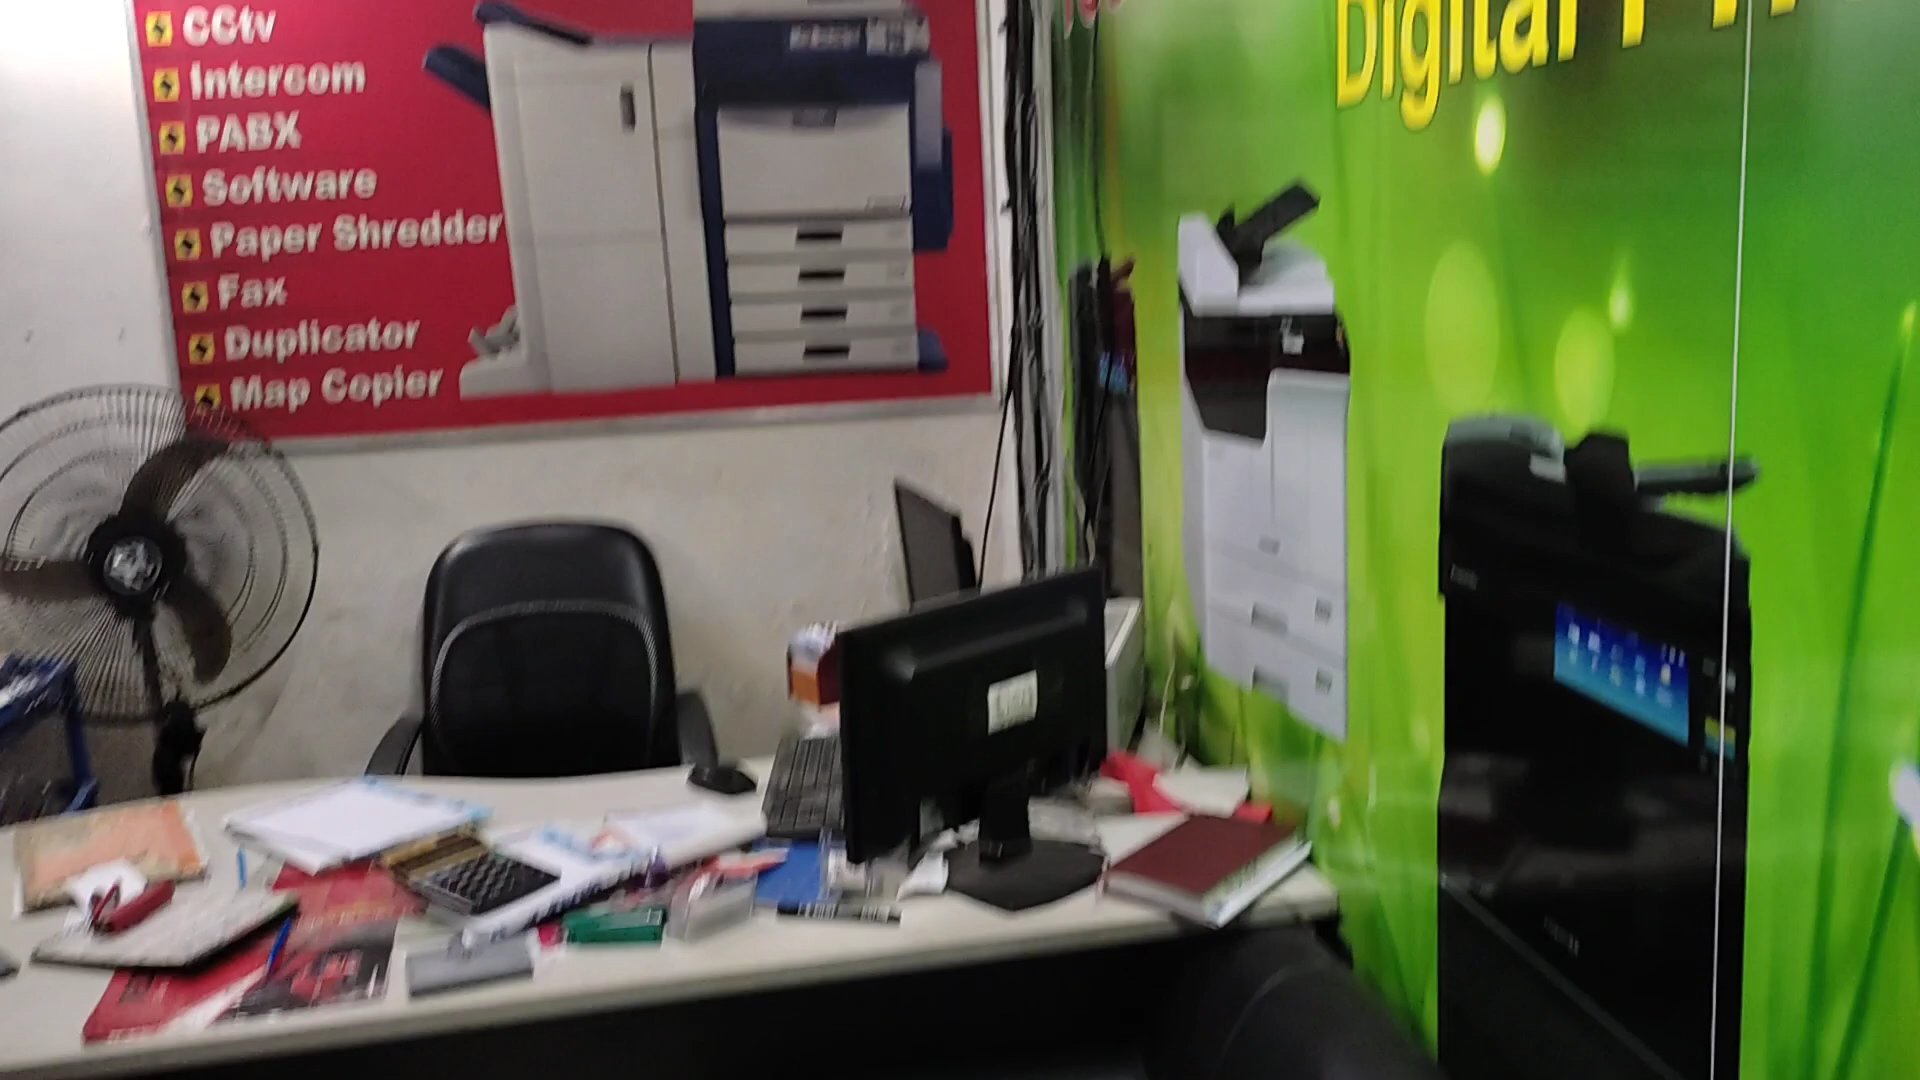 CCtv
Intercom
PABX
Software
Paper Shredder
Fax
Duplicator
Map Copier
Digital